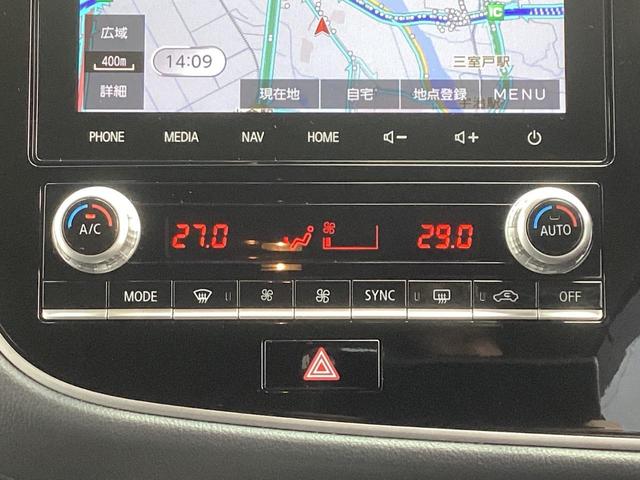 広域
IC
400m
14:09
三室戸駅
詳細
現在地
自宅
地点登録
MENU
PHONE
MEDIA
NAV
HOME
A/C
27.0
29.0
AUTO
MODE
SYNC
OFF